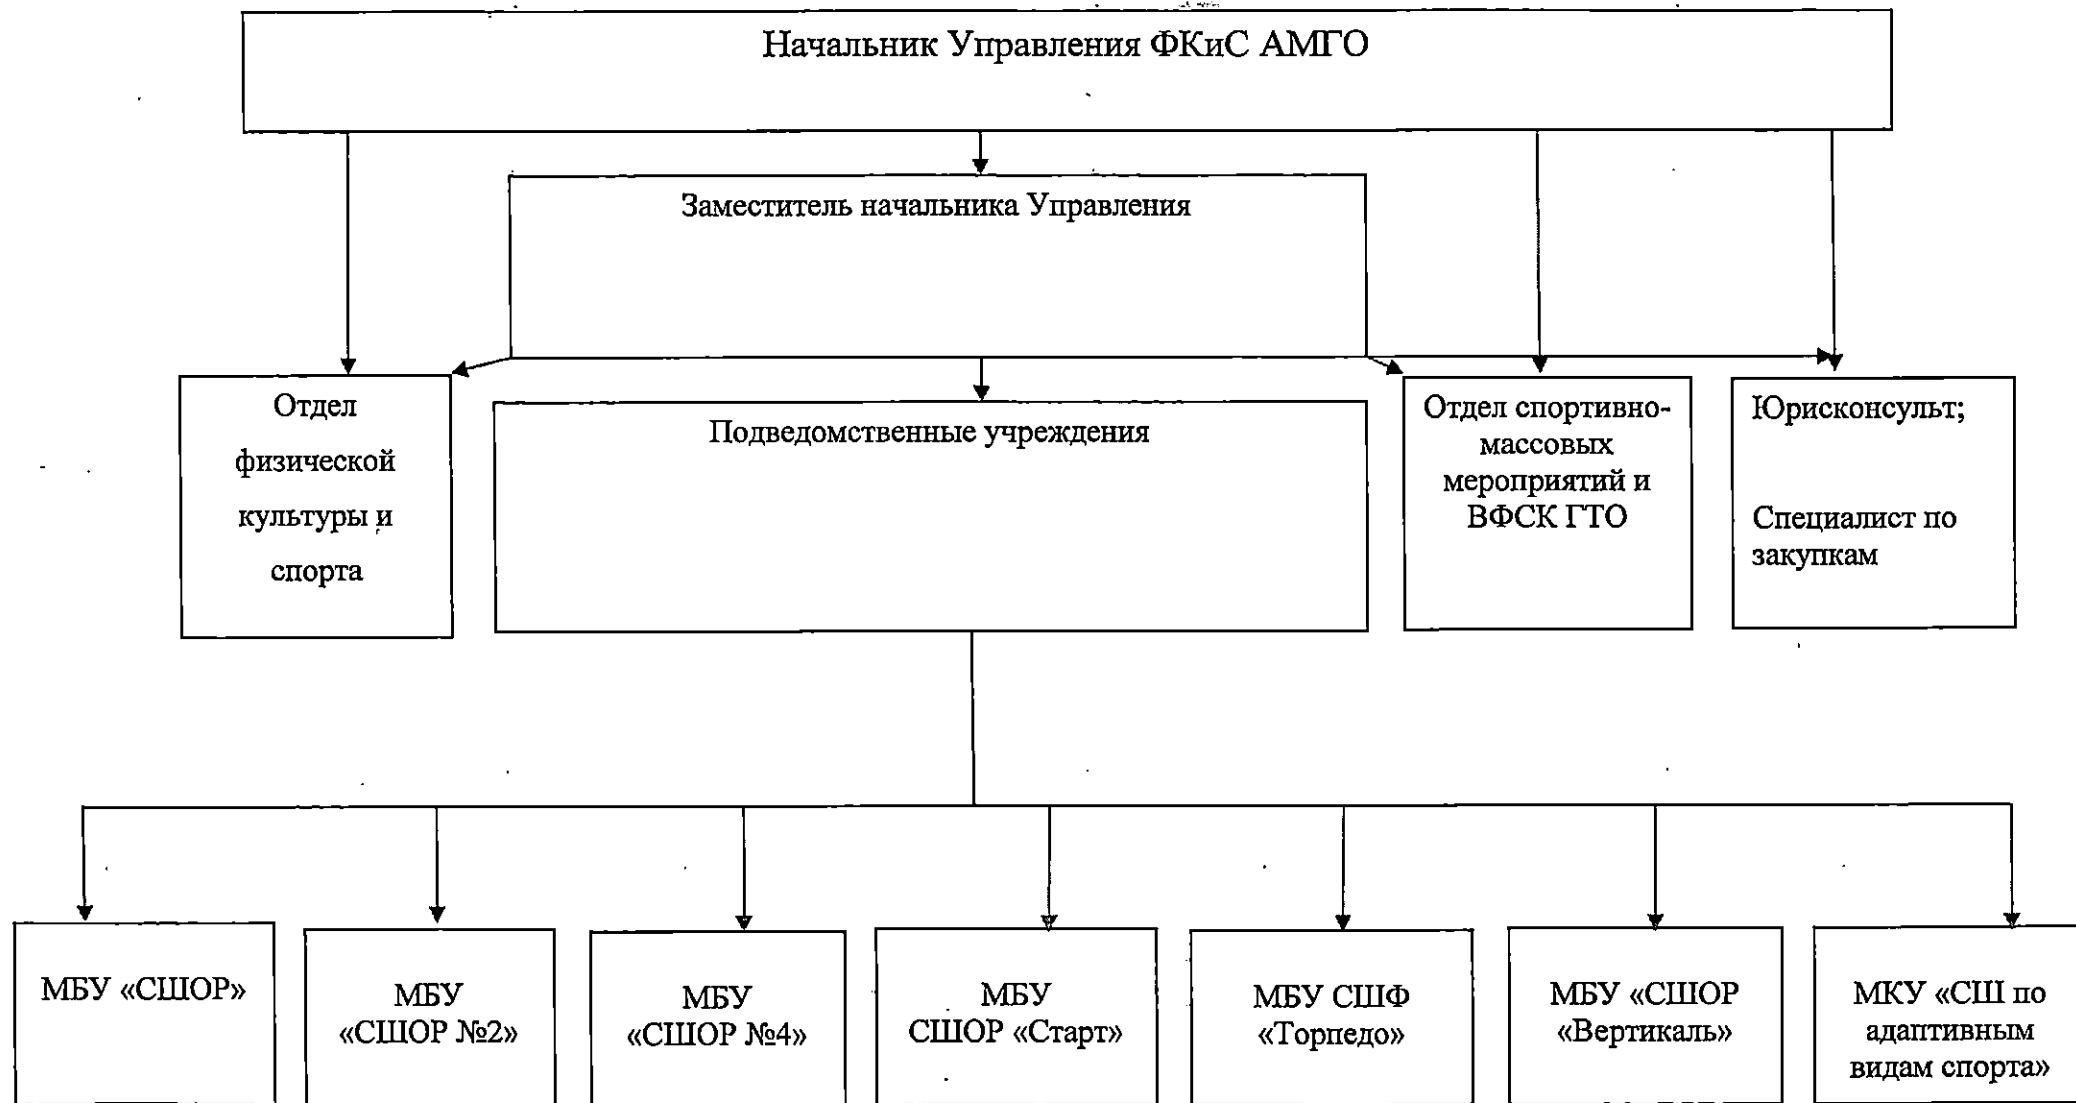 Начальник Управления ФКиС АМГО
Заместитель начальника Управления
Отдел
физической
культуры и
спорта
Подведомственные учреждения
Отдел спортивно-
массовых
мероприятий и
ВФСК ГТО
Юрисконсульт;
Специалист по
закупкам
МБУ «СШОР»
МБУ
«СШОР №2»
МБУ
«СШОР №4»
МБУ
СШОР «Старт»
МБУ СШФ
«Торпедо»
МБУ «СШОР
«Вертикаль»
МКУ «СШ по
адаптивным
видам спорта»